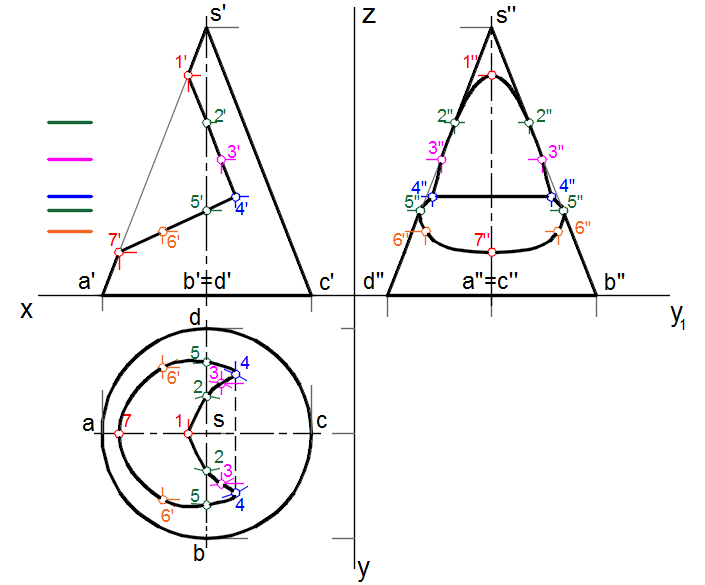 s' z s''
1' 1''
2' 2'' 2''
3' 3'' 3''
4' 4'' 4''
5' 5'' 5''
7' 6' 6' 7'' 6''
a' b'=d' c' d'' a''=c'' b''
x y1
d
5 4
6' 3
2
a 7 1 s c
2
3
5 4
6'
b y